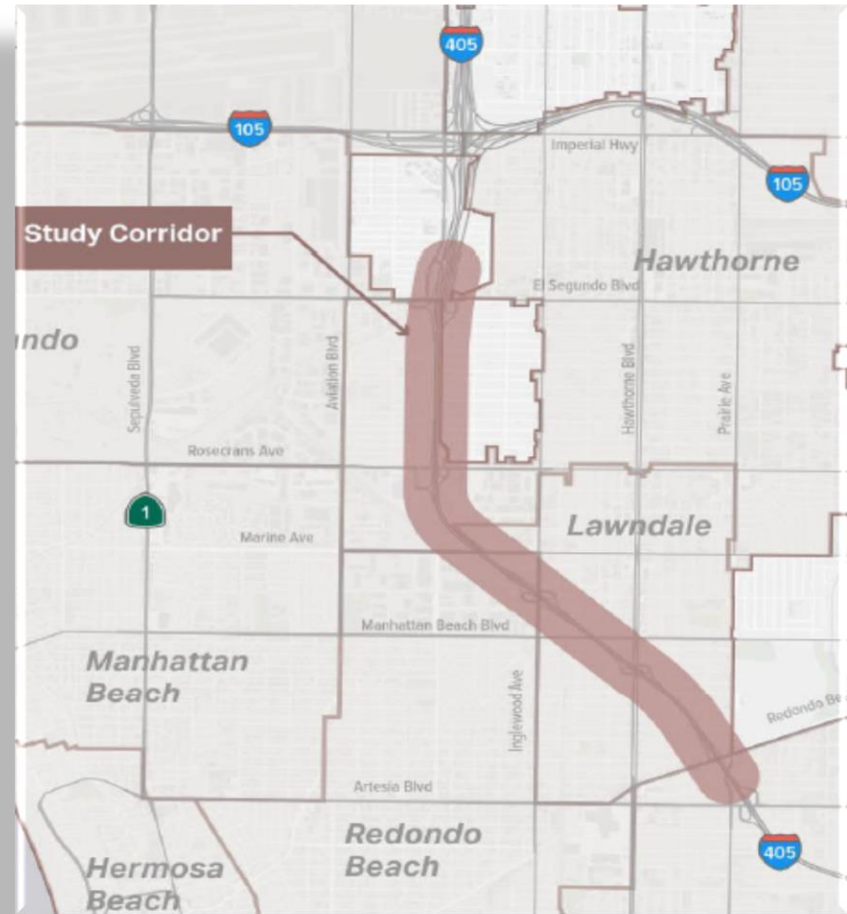 405
105
Imperial Hwy
105
Study Corridor
Hawthorne
El Segundo Blvd
ndo
Sepulveda Blvd
Aviation Blvd
Hawthorne Blvd
Prairie Ave
Rosecrans Ave
1
Lawndale
Marine Ave
Manhattan Beach Blvd
Manhattan
Beach
Inglewood Ave
Redondo Be
Artesia Blvd
Redondo
Beach
405
Hermosa
Beach